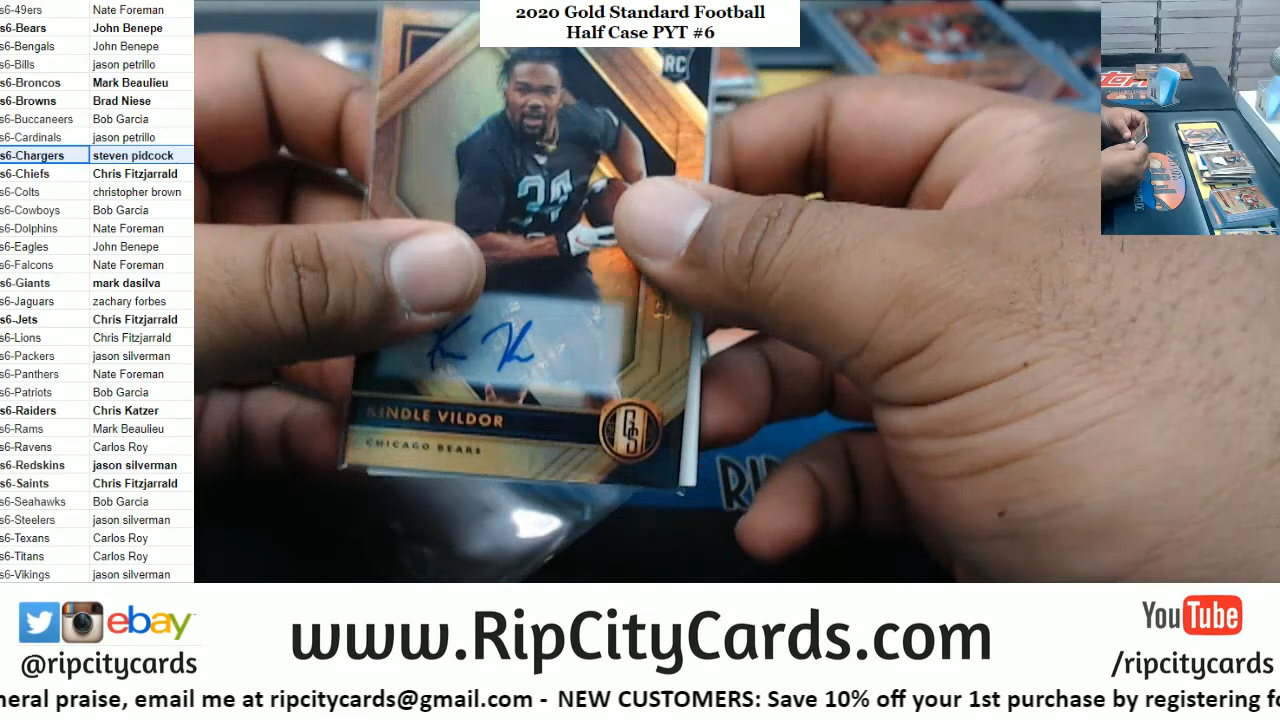 2020 Gold Standard Football
Half Case PYT #6
s6-49ers Nate Foreman
s6-Bears John Benepe
s6-Bengals John Benepe
s6-Bills jason petrillo
s6-Broncos Mark Beaulieu
s6-Browns Brad Niese
s6-Buccaneers Bob Garcia
s6-Cardinals jason petrillo
s6-Chargers steven pidcock
s6-Chiefs Chris Fitzjarrald
s6-Colts christopher brown
s6-Cowboys Bob Garcia
s6-Dolphins Nate Foreman
s6-Eagles John Benepe
s6-Falcons Nate Foreman
s6-Giants mark dasilva
s6-Jaguars zachary forbes
s6-Jets Chris Fitzjarrald
s6-Lions Chris Fitzjarrald
s6-Packers jason silverman
s6-Panthers Nate Foreman
s6-Patriots Bob Garcia
s6-Raiders Chris Katzer
s6-Rams Mark Beaulieu
s6-Ravens Carlos Roy
s6-Redskins jason silverman
s6-Saints Chris Fitzjarrald
s6-Seahawks Bob Garcia
s6-Steelers jason silverman
s6-Texans Carlos Roy
s6-Titans Carlos Roy
s6-Vikings jason silverman
RC
KINDLE VILDOR
CHICAGO BEARS
GS
ebay
@ripcitycards
www.RipCityCards.com
YouTube
/ripcitycards
neral praise, email me at ripcitycards@gmail.com - NEW CUSTOMERS: Save 10% off your 1st purchase by registering fo